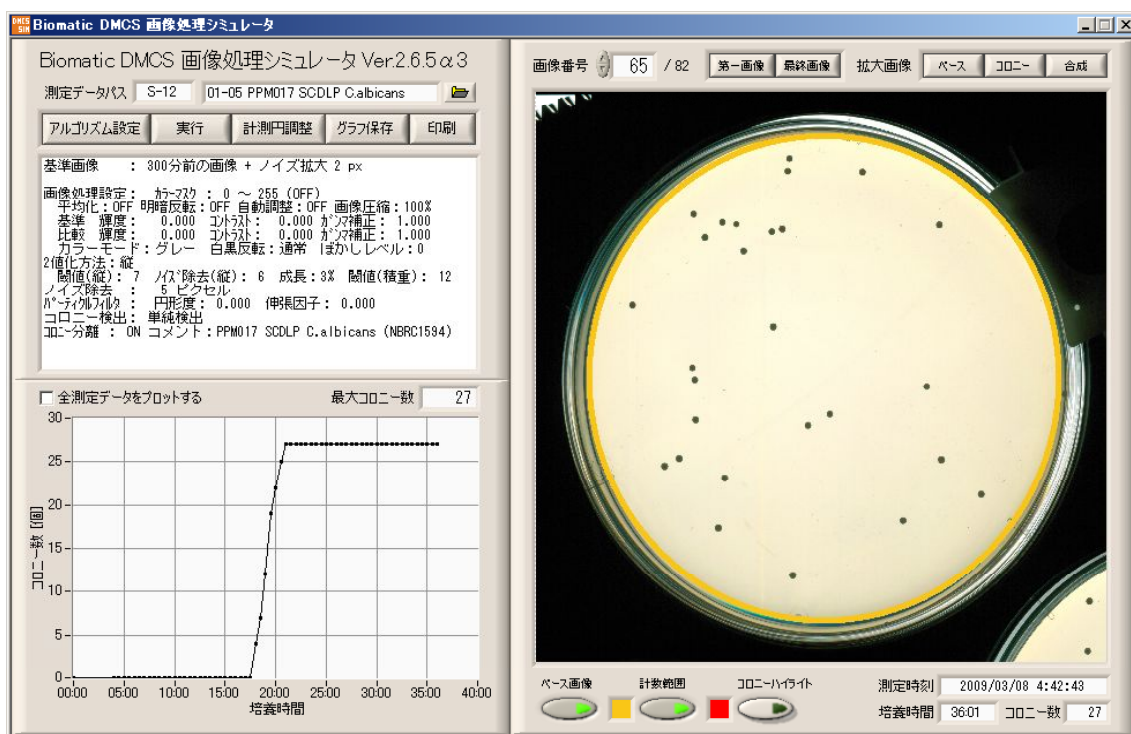 Biomatic DMCS 画像処理シミュレータ
Biomatic DMCS 画像処理シミュレータ Ver.2.6.5α3
測定データパス S-12 01-05 PPM017 SCDLP C.albicans
アルゴリズム設定 実行 計測円調整 グラフ保存 印刷
基準画像 : 300分前の画像 + ノイズ拡大 2 px
画像処理設定: カラーマスク : 0 ～ 255 (OFF)
平均化:OFF 明暗反転:OFF 自動調整:OFF 画像圧縮:100%
基準 輝度: 0.000 コントラスト: 0.000 ガンマ補正: 1.000
比較 輝度: 0.000 コントラスト: 0.000 ガンマ補正: 1.000
カラーモード:グレー 白黒反転:通常 ぼかしレベル:0
2値化方法:縦
閾値(縦): 7 ノイズ除去(縦): 6 成長:3% 閾値(積重): 12
ノイズ除去 : 5 ピクセル
パーティクルフィルタ : 円形度: 0.000 伸張因子: 0.000
コロニー検出: 単純検出
コロニー分離 : ON コメント:PPM017 SCDLP C.albicans (NBRC1594)
全測定データをプロットする 最大コロニー数 27
30
25
20
15
10
5
0
コロニー数 [個]
00:00 05:00 10:00 15:00 20:00 25:00 30:00 35:00 40:00
培養時間
画像番号 65 / 82 第一画像 最終画像 拡大画像 ベース コロニー 合成
ベース画像 計数範囲 コロニーハイライト
測定時刻 2009/03/08 4:42:43
培養時間 36:01 コロニー数 27